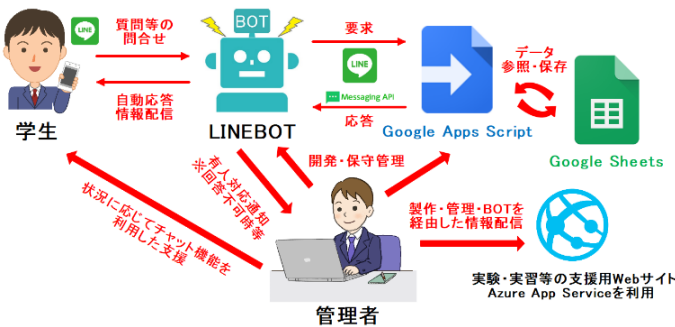 質問等の
問合せ
LINE
BOT
要求
LINE
Messaging API
応答
データ
参照・保存
自動応答
情報配信
学生
LINEBOT
Google Apps Script
Google Sheets
開発・保守管理
有人対応通知
※回答不可時等
状況に応じてチャット機能を
利用した支援
製作・管理・BOTを
経由した情報配信
管理者
実験・実習等の支援用Webサイト
Azure App Serviceを利用